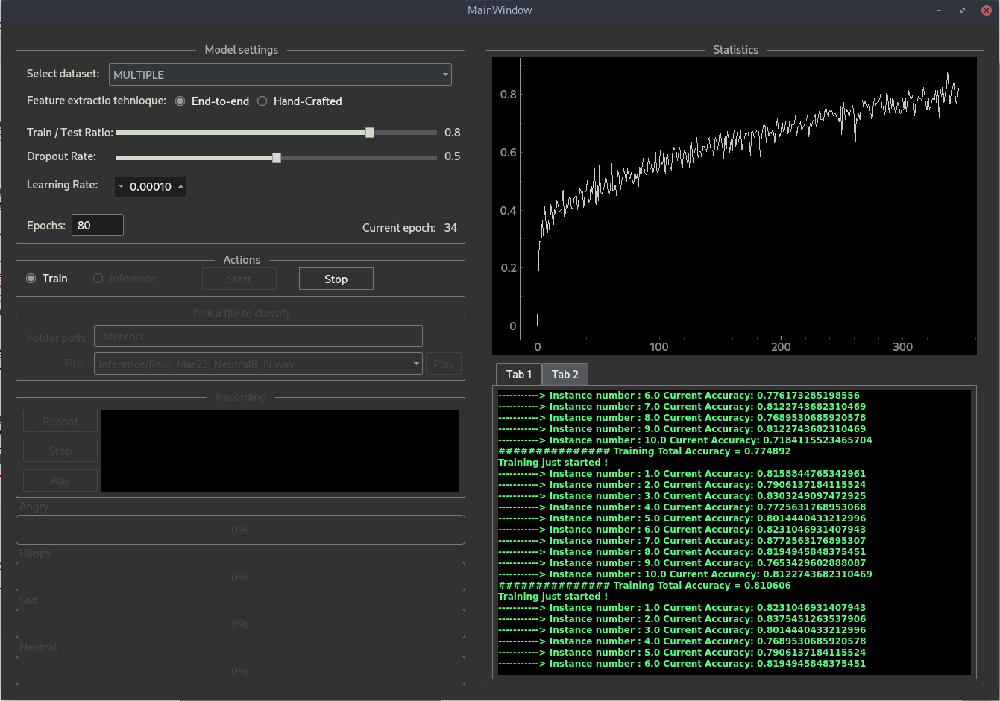 MainWindow
Model settings
Select dataset: MULTIPLE
Feature extractio tehnioque: End-to-end Hand-Crafted
Train / Test Ratio: 0.8
Dropout Rate: 0.5
Learning Rate: 0.00010
Epochs: 80
Current epoch: 34
Actions
Train Inference Start Stop
Pick a file to classify
Folder path: Inference
File: Inference/Raul_Mar23_Neutral8_N.wav Play
Recording
Record
Stop
Play
Angry
0%
Happy
0%
Sad
0%
Neutral
0%
Statistics
0.8
0.6
0.4
0.2
0
0 100 200 300
Tab 1 Tab 2
-----------> Instance number : 6.0 Current Accuracy: 0.776173285198556
-----------> Instance number : 7.0 Current Accuracy: 0.8122743682310469
-----------> Instance number : 8.0 Current Accuracy: 0.7689530685920578
-----------> Instance number : 9.0 Current Accuracy: 0.8122743682310469
-----------> Instance number : 10.0 Current Accuracy: 0.7184115523465704
############### Training Total Accuracy = 0.774892
Training just started !
-----------> Instance number : 1.0 Current Accuracy: 0.8158844765342961
-----------> Instance number : 2.0 Current Accuracy: 0.7906137184115524
-----------> Instance number : 3.0 Current Accuracy: 0.8303249097472925
-----------> Instance number : 4.0 Current Accuracy: 0.7725631768953068
-----------> Instance number : 5.0 Current Accuracy: 0.8014440433212996
-----------> Instance number : 6.0 Current Accuracy: 0.8231046931407943
-----------> Instance number : 7.0 Current Accuracy: 0.8772563176895307
-----------> Instance number : 8.0 Current Accuracy: 0.8194945848375451
-----------> Instance number : 9.0 Current Accuracy: 0.7653429602888087
-----------> Instance number : 10.0 Current Accuracy: 0.8122743682310469
############### Training Total Accuracy = 0.810606
Training just started !
-----------> Instance number : 1.0 Current Accuracy: 0.8231046931407943
-----------> Instance number : 2.0 Current Accuracy: 0.8375451263537906
-----------> Instance number : 3.0 Current Accuracy: 0.8014440433212996
-----------> Instance number : 4.0 Current Accuracy: 0.7689530685920578
-----------> Instance number : 5.0 Current Accuracy: 0.7906137184115524
-----------> Instance number : 6.0 Current Accuracy: 0.8194945848375451